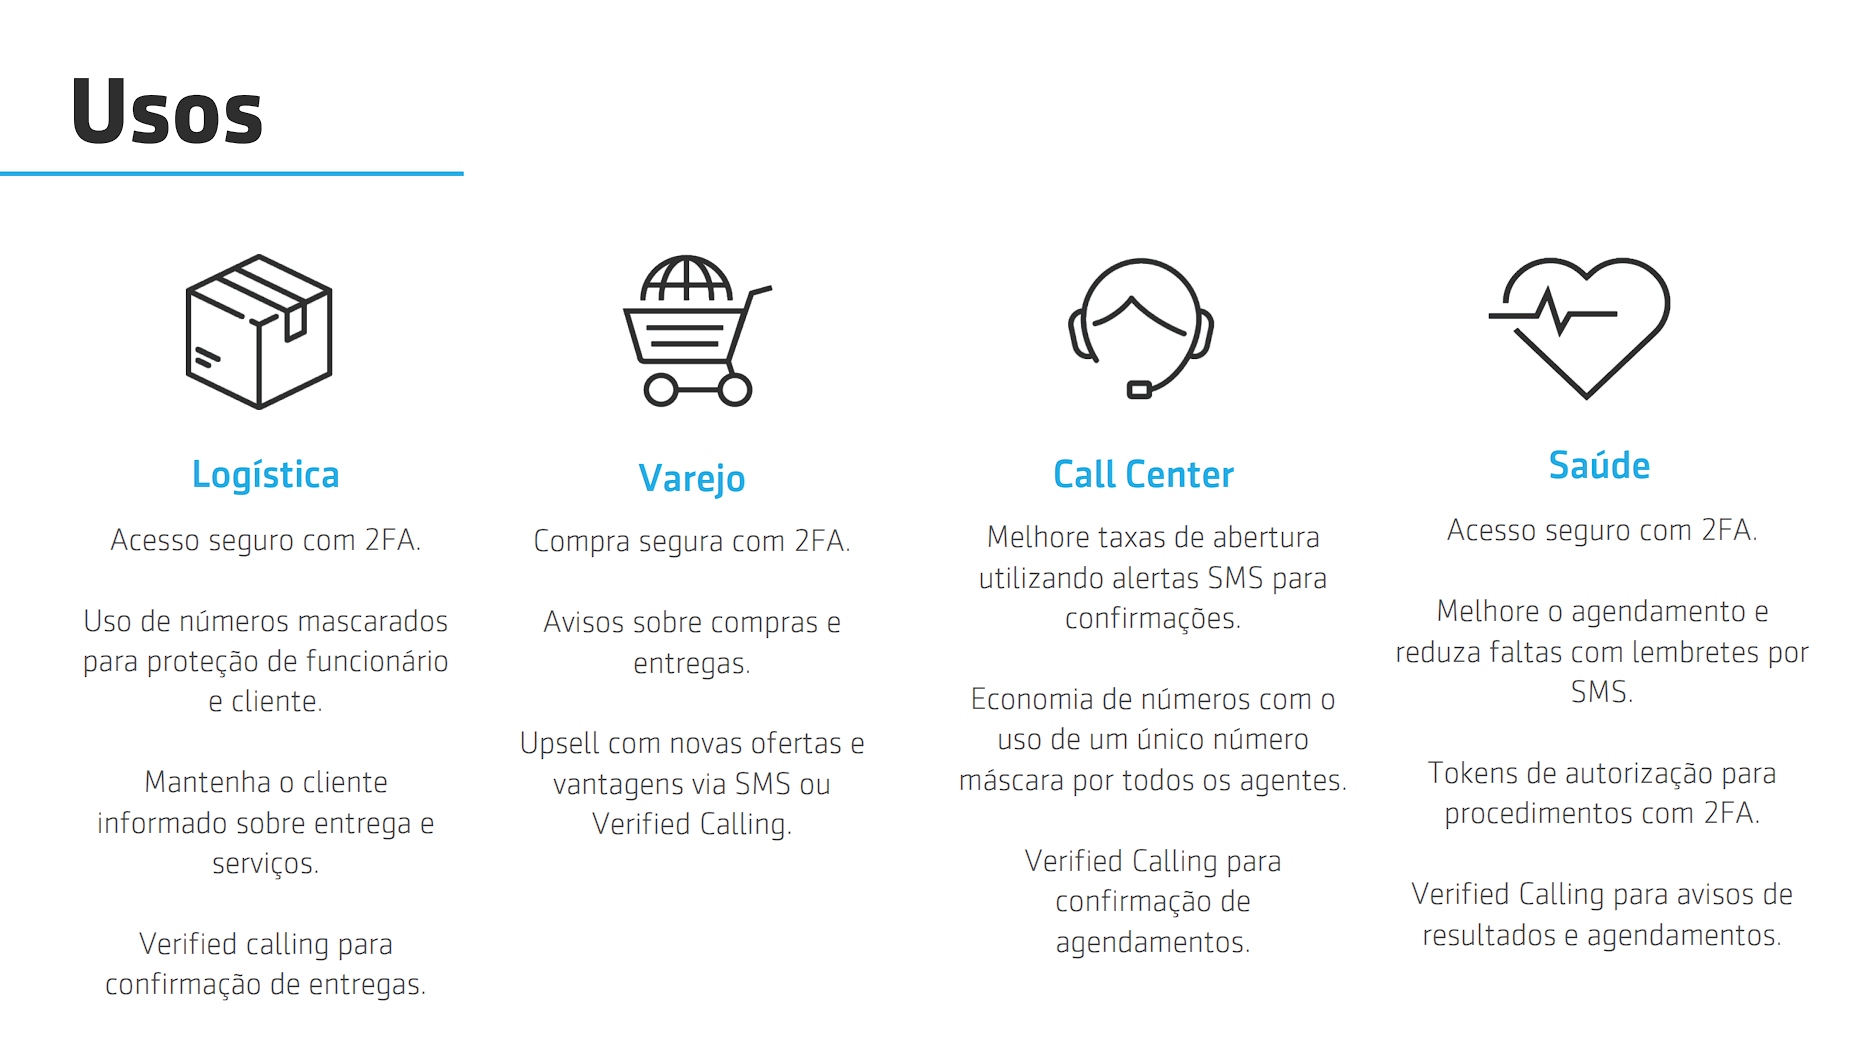 Usos
Logística
Acesso seguro com 2FA.
Uso de números mascarados
para proteção de funcionário
e cliente.
Mantenha o cliente
informado sobre entrega e
serviços.
Verified calling para
confirmação de entregas.
Varejo
Compra segura com 2FA.
Avisos sobre compras e
entregas.
Upsell com novas ofertas e
vantagens via SMS ou
Verified Calling.
Call Center
Melhore taxas de abertura
utilizando alertas SMS para
confirmações.
Economia de números com o
uso de um único número
máscara por todos os agentes.
Verified Calling para
confirmação de
agendamentos.
Saúde
Acesso seguro com 2FA.
Melhore o agendamento e
reduza faltas com lembretes por
SMS.
Tokens de autorização para
procedimentos com 2FA.
Verified Calling para avisos de
resultados e agendamentos.